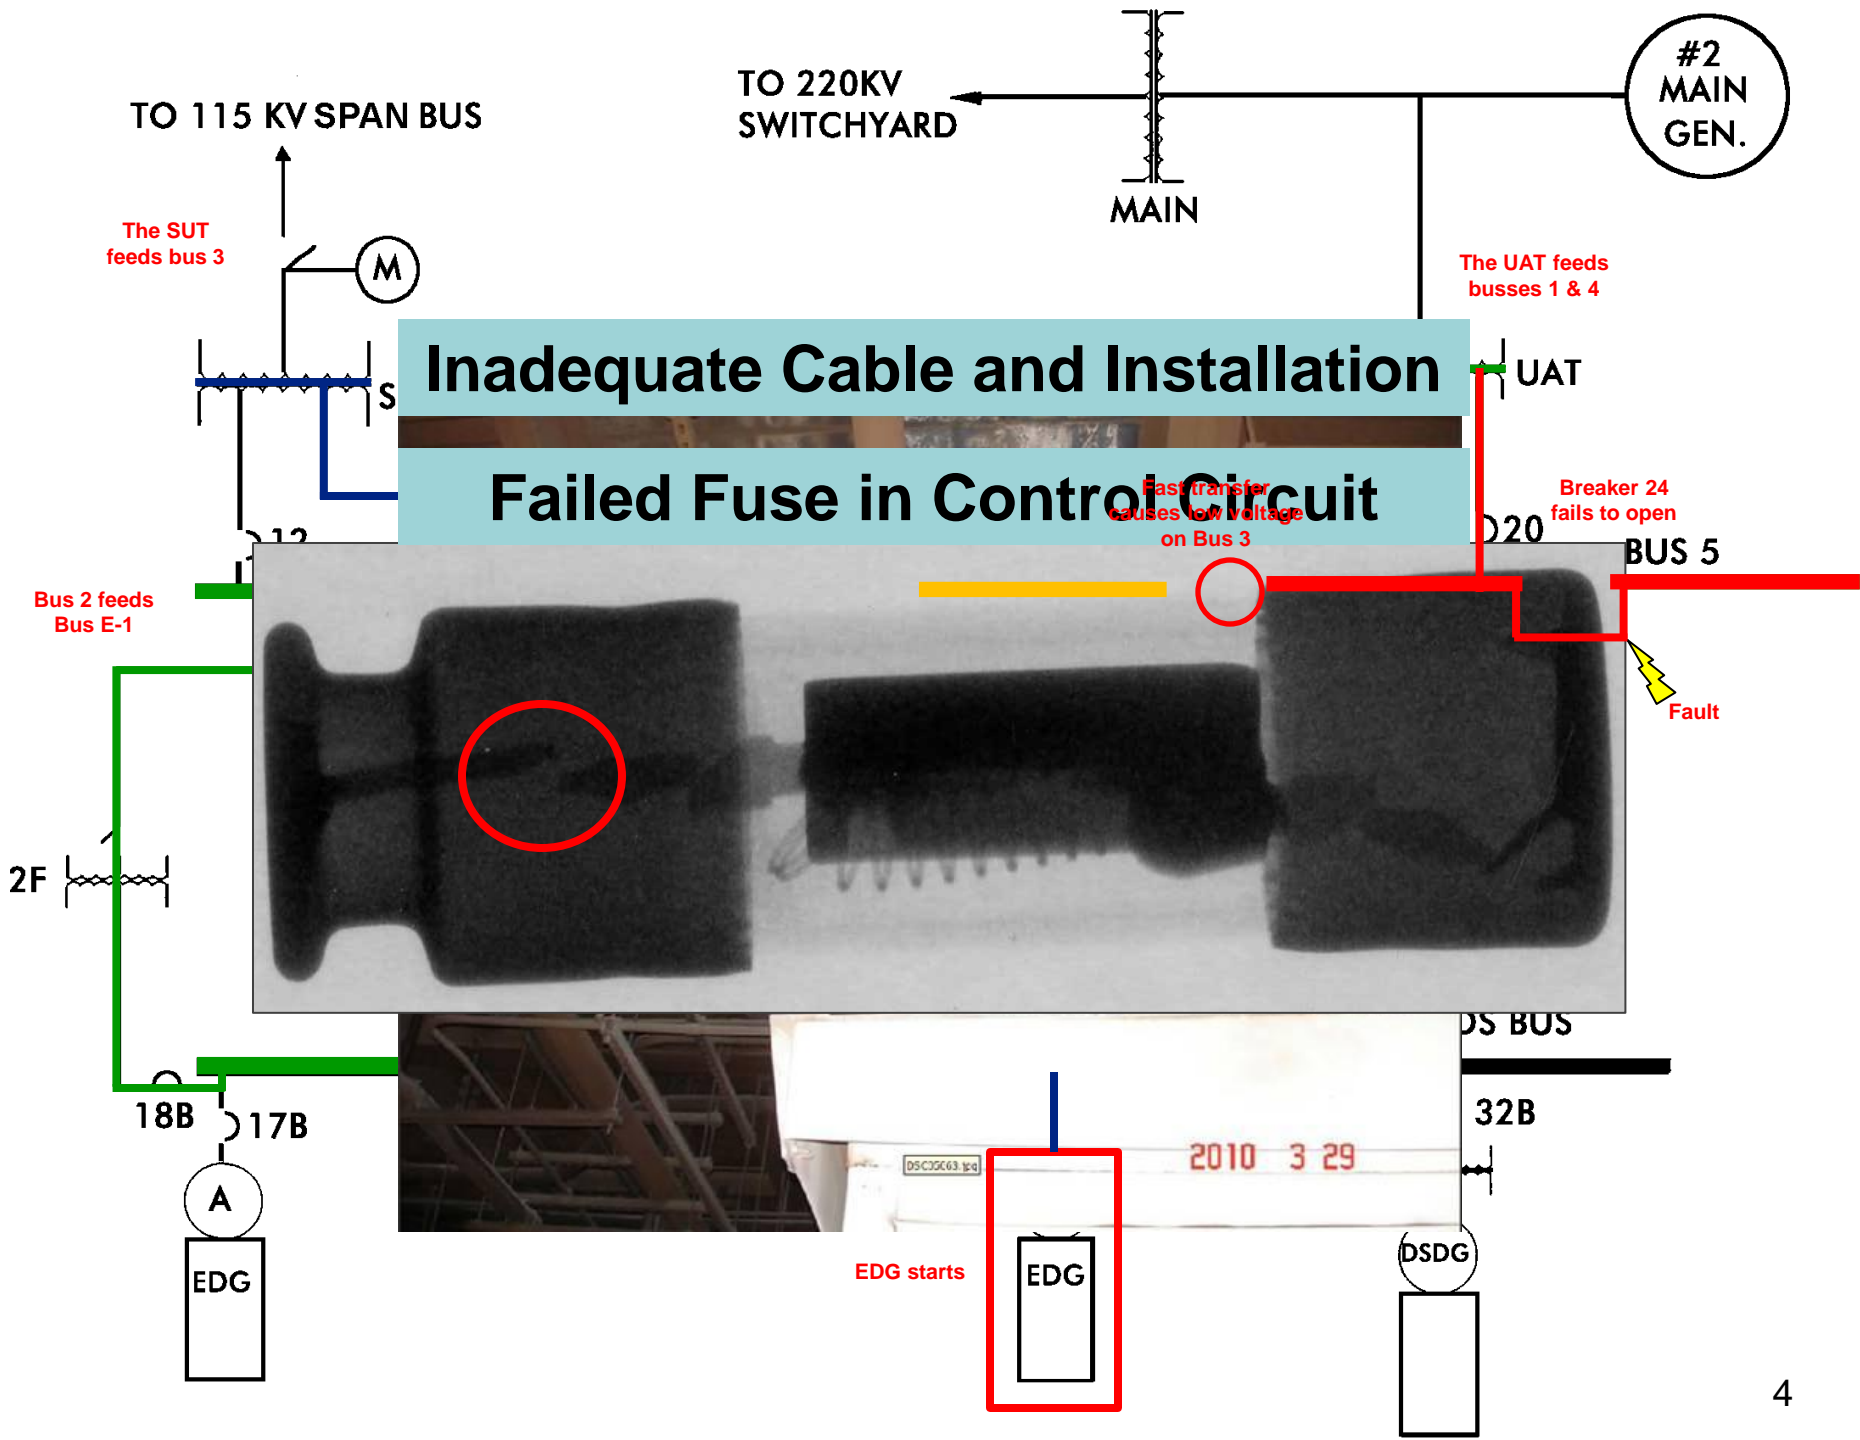 #2
MAIN
GEN.
TO 220KV
SWITCHYARD
TO 115 KV SPAN BUS
MAIN
The SUT
feeds bus 3
M
The UAT feeds
busses 1 & 4
Inadequate Cable and Installation
UAT
S
Failed Fuse in Control Circuit
Fast transfer
causes low voltage
on Bus 3
Breaker 24
fails to open
12
20
BUS 5
Bus 2 feeds
Bus E-1
Fault
2F
DS BUS
18B
17B
32B
2010 3 29
A
EDG
EDG starts
EDG
DSDG
4